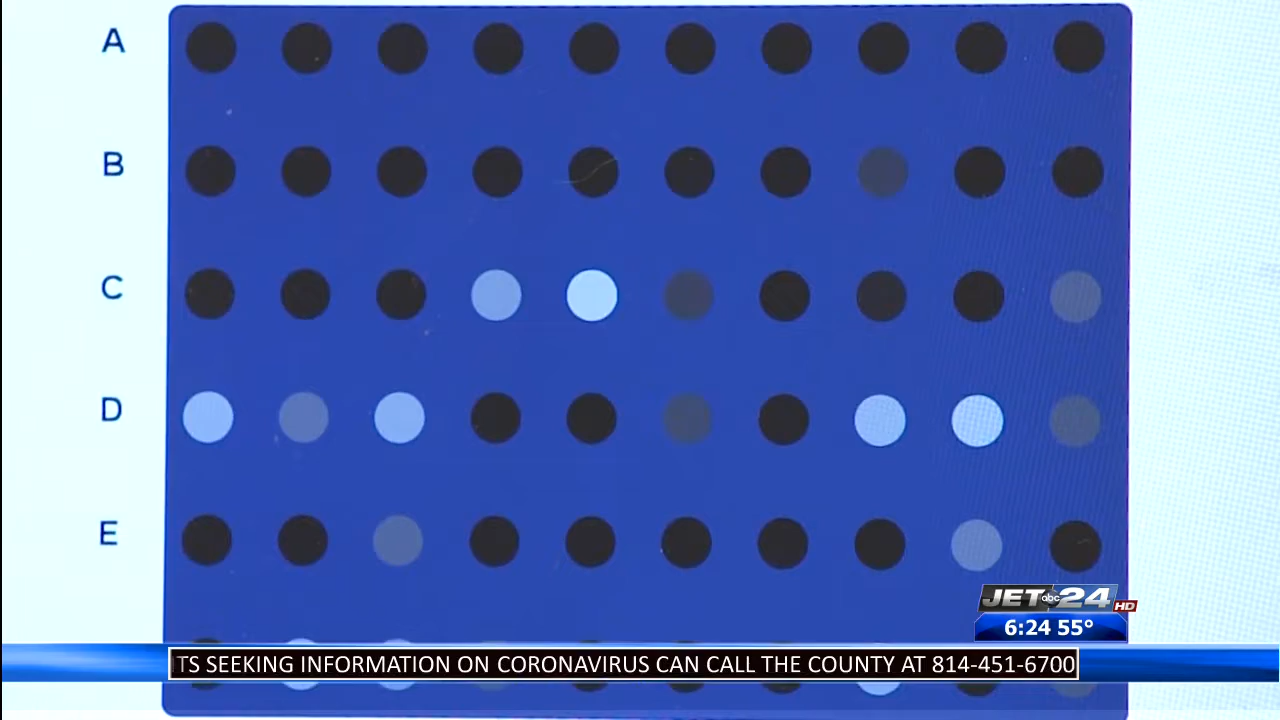 A
B
C
D
E
JET abc 24 HD
6:24 55°
TS SEEKING INFORMATION ON CORONAVIRUS CAN CALL THE COUNTY AT 814-451-6700